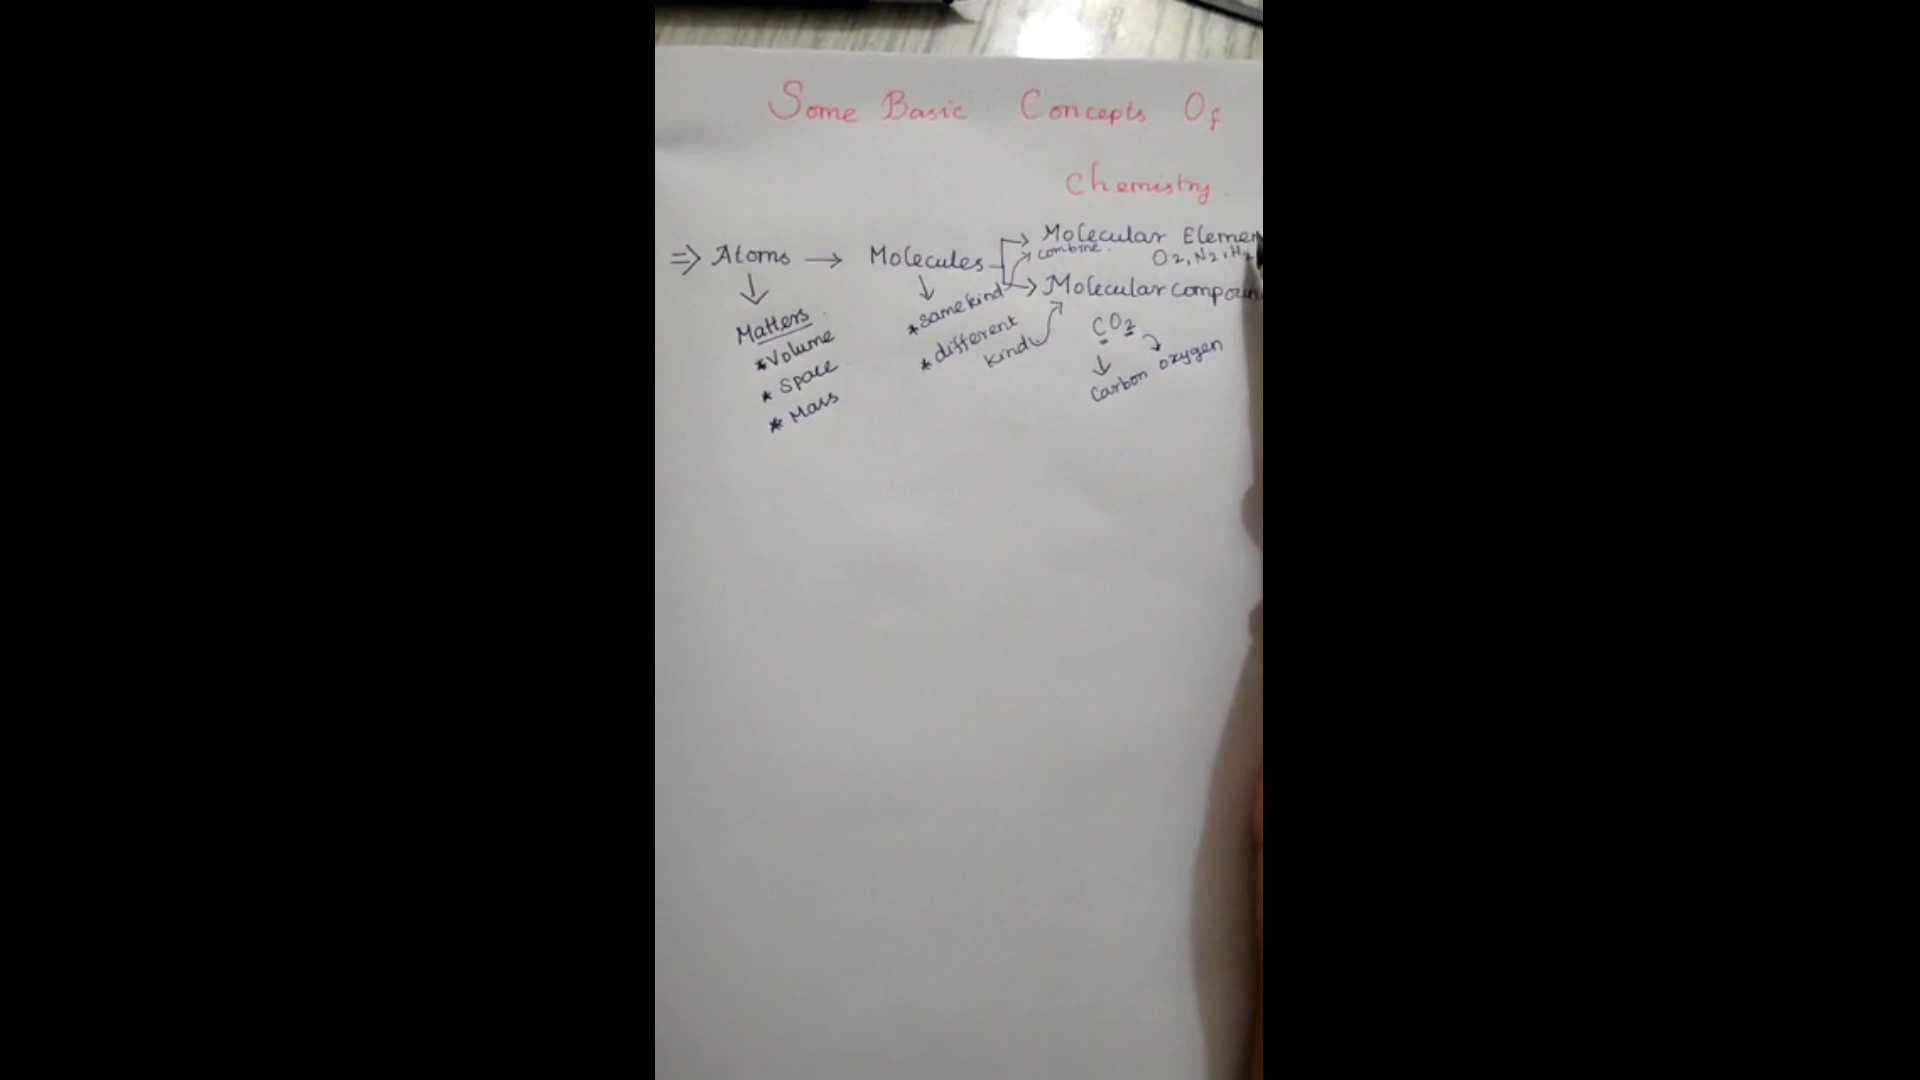 Some Basic Concepts Of
Chemistry.
⇒ Atoms → Molecules
Molecular Elemen
combine.
O2, N2, H2
Molecular compoun
Matters
*Volume
* Space
* Mass
*same kind
* different
kind
CO2
Carbon oxygen